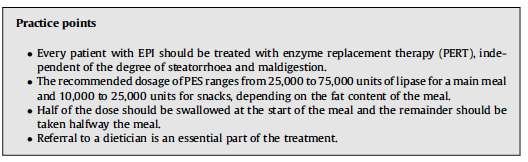 Practice points
• Every patient with EPI should be treated with enzyme replacement therapy (PERT), inde-
pendent of the degree of steatorrhoea and maldigestion.
• The recommended dosage of PES ranges from 25,000 to 75,000 units of lipase for a main meal
and 10,000 to 25,000 units for snacks, depending on the fat content of the meal.
• Half of the dose should be swallowed at the start of the meal and the remainder should be
taken halfway the meal.
• Referral to a dietician is an essential part of the treatment.